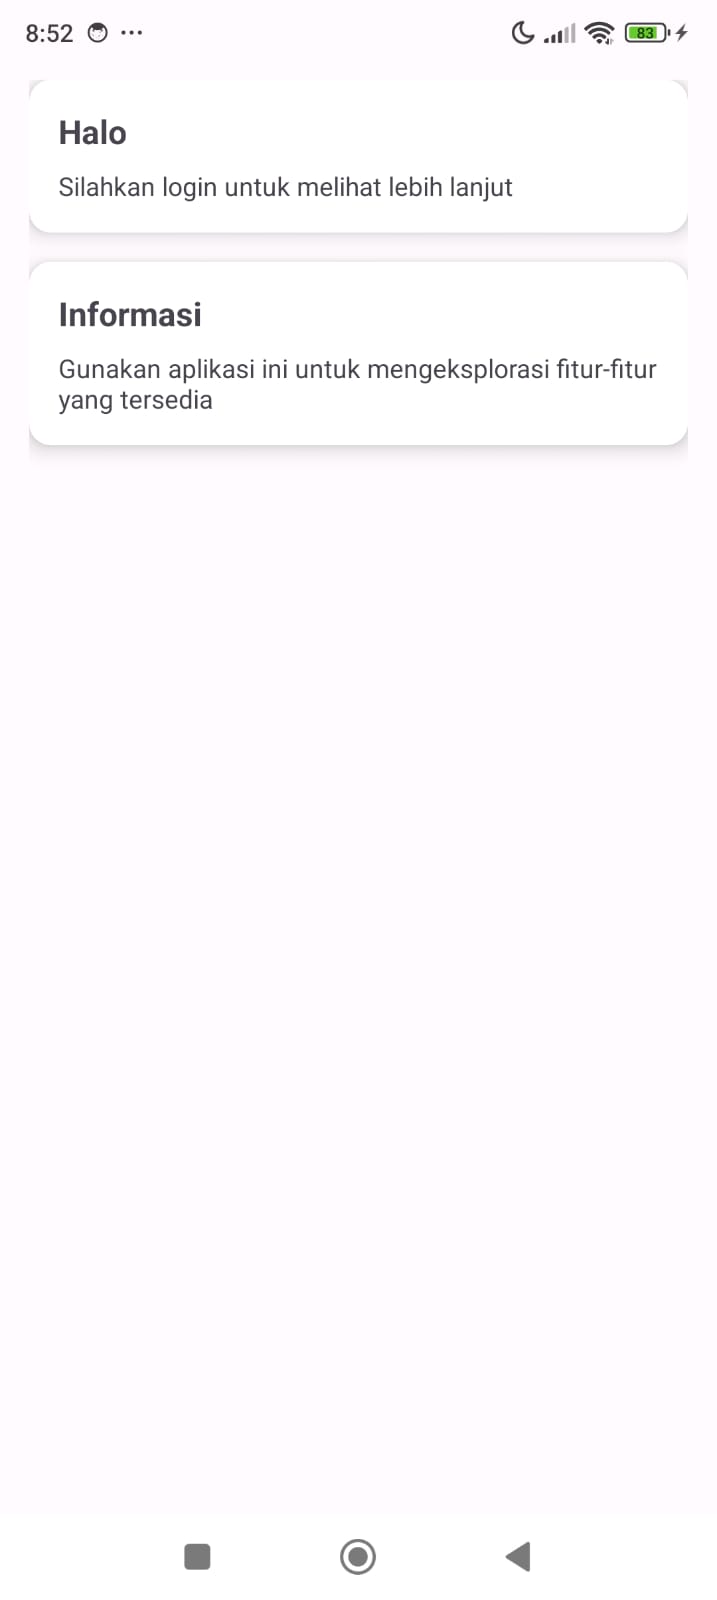 8:52
83
Halo
Silahkan login untuk melihat lebih lanjut
Informasi
Gunakan aplikasi ini untuk mengeksplorasi fitur-fitur
yang tersedia